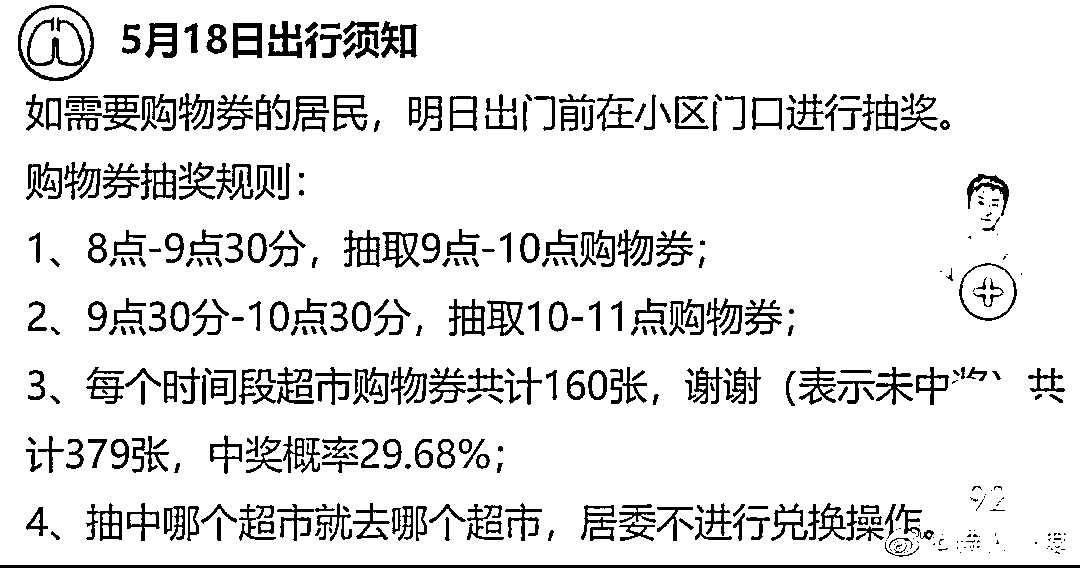 5月18日出行须知
如需要购物券的居民，明日出门前在小区门口进行抽奖。
购物券抽奖规则：
1、8点-9点30分，抽取9点-10点购物券；
2、9点30分-10点30分，抽取10-11点购物券；
3、每个时间段超市购物券共计160张，谢谢（表示未中奖）共
计379张，中奖概率29.68%；
4、抽中哪个超市就去哪个超市，居委不进行兑换操作。
92